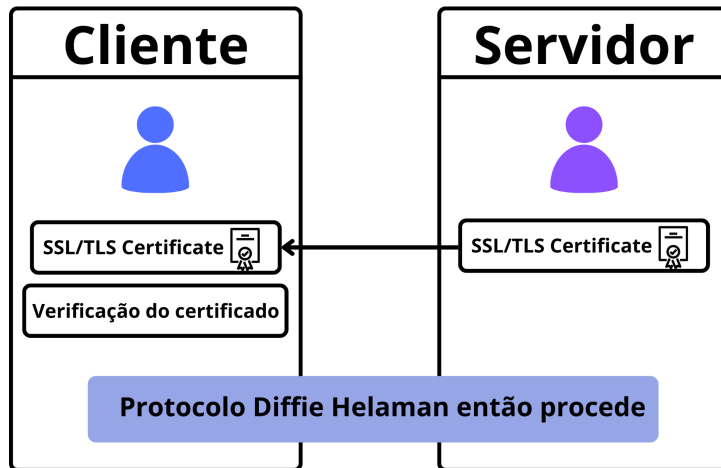 Cliente
Servidor
SSL/TLS Certificate
SSL/TLS Certificate
Verificação do certificado
Protocolo Diffie Helaman então procede